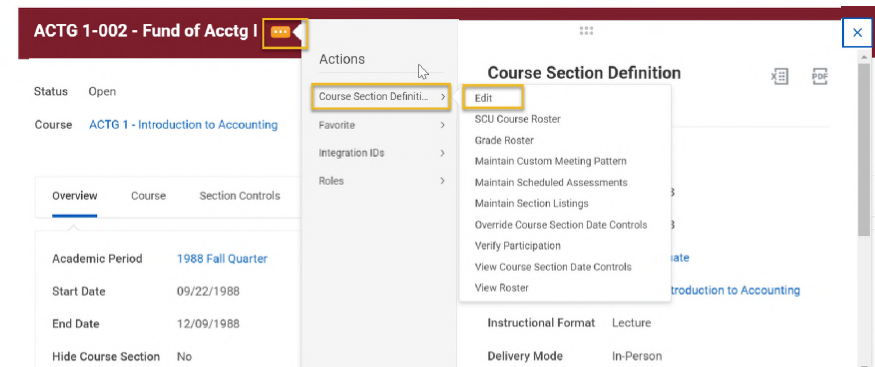 ACTG 1-002 - Fund of Acctg I
Status Open
Course ACTG 1 - Introduction to Accounting
Overview Course Section Controls
Academic Period 1988 Fall Quarter
Start Date 09/22/1988
End Date 12/09/1988
Hide Course Section No
Actions
Course Section Definiti...
Favorite
Integration IDs
Roles
Course Section Definition
PDF
Edit
SCU Course Roster
Grade Roster
Maintain Custom Meeting Pattern
Maintain Scheduled Assessments
Maintain Section Listings
Override Course Section Date Controls
Verify Participation
View Course Section Date Controls
View Roster
to Accounting
Instructional Format Lecture
Delivery Mode In-Person